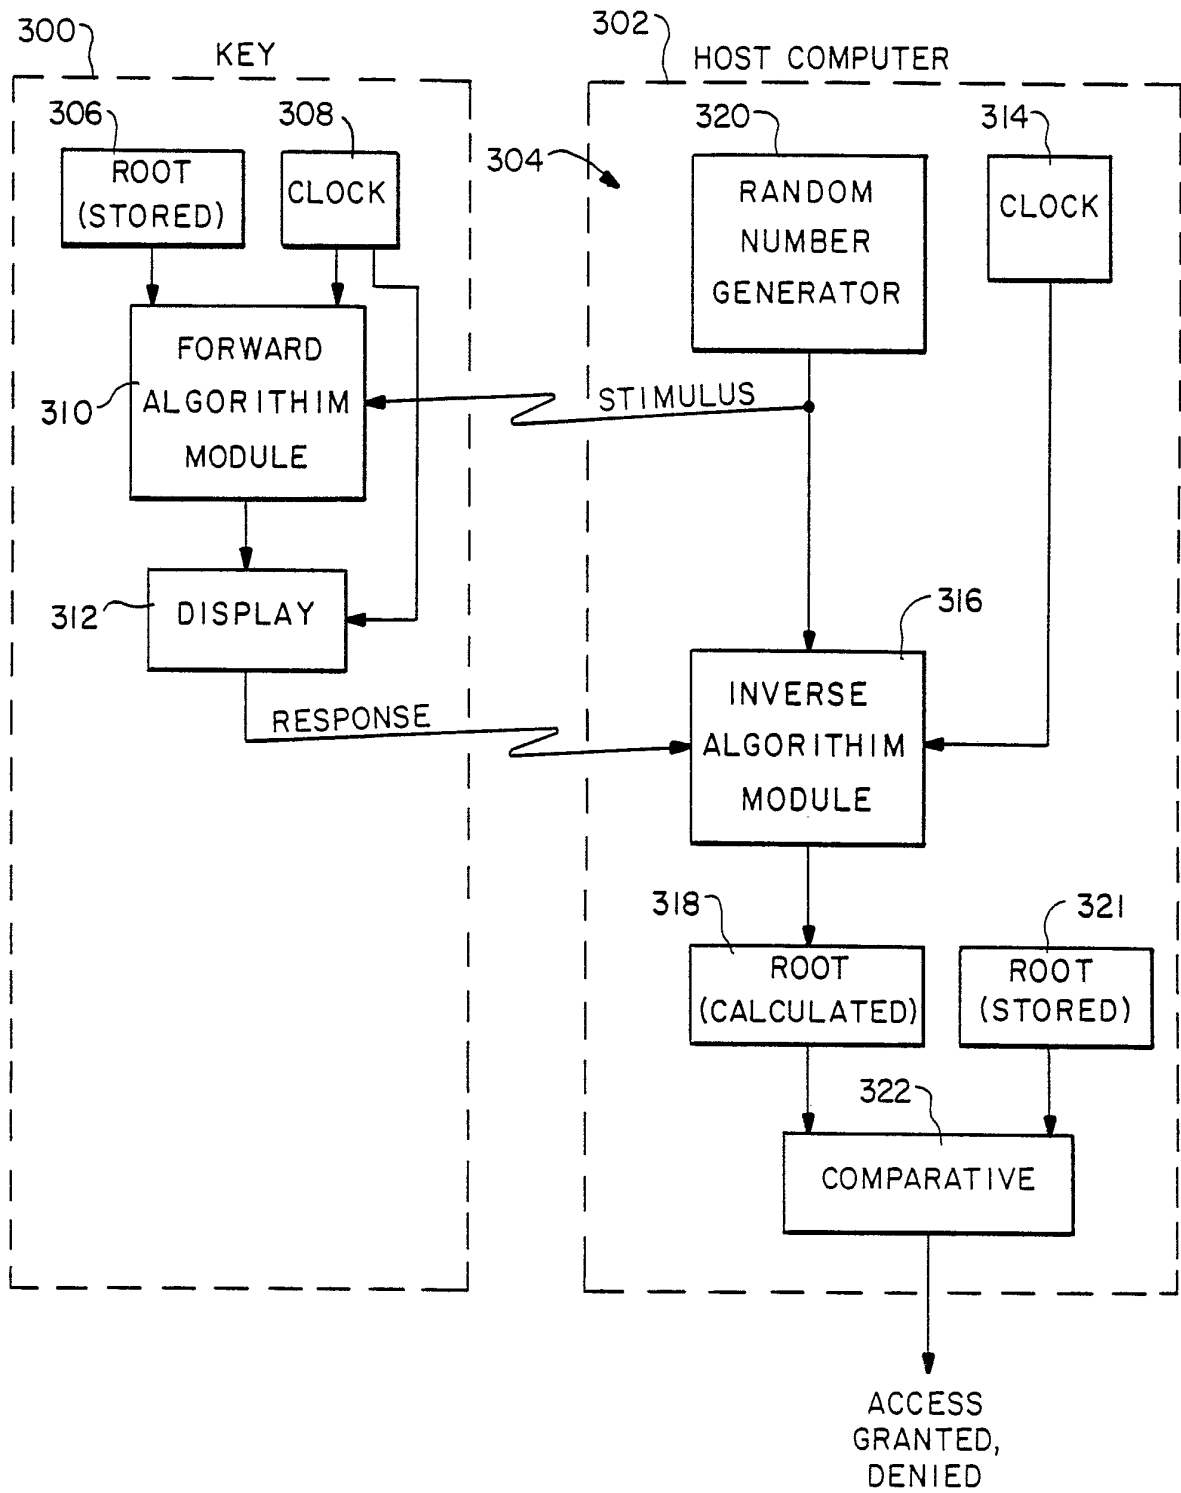 300
KEY
302
HOST COMPUTER
306
308
304
320
314
ROOT
(STORED)
CLOCK
RANDOM
NUMBER
GENERATOR
CLOCK
FORWARD
ALGORITHIM
MODULE
310
STIMULUS
312
DISPLAY
316
RESPONSE
INVERSE
ALGORITHIM
MODULE
318
321
ROOT
(CALCULATED)
ROOT
(STORED)
322
COMPARATIVE
ACCESS
GRANTED,
DENIED